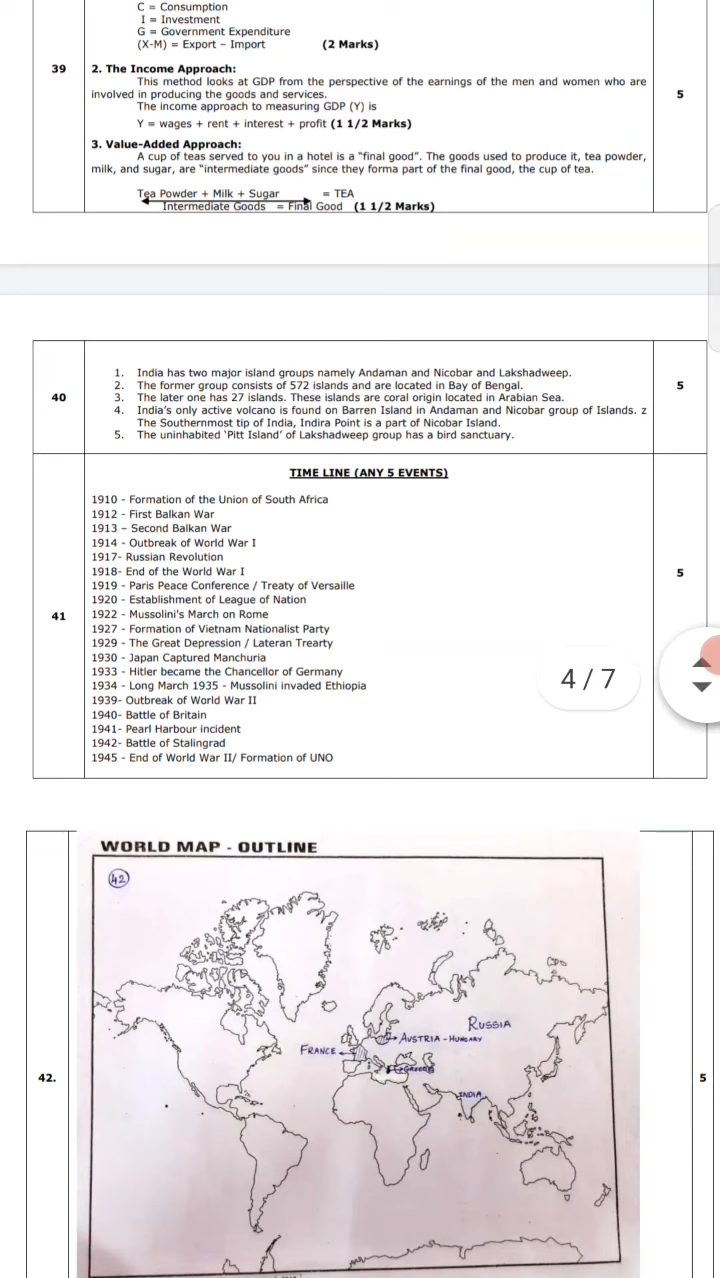 C = Consumption
I = Investment
G = Government Expenditure
(X-M) = Export – Import (2 Marks)
39
2. The Income Approach:
This method looks at GDP from the perspective of the earnings of the men and women who are
involved in producing the goods and services.
The income approach to measuring GDP (Y) is
Y = wages + rent + interest + profit (1 1/2 Marks)
3. Value-Added Approach:
A cup of teas served to you in a hotel is a “final good”. The goods used to produce it, tea powder,
milk, and sugar, are “intermediate goods” since they forma part of the final good, the cup of tea.
Tea Powder + Milk + Sugar = TEA
Intermediate Goods = Final Good (1 1/2 Marks)
5
40
1. India has two major island groups namely Andaman and Nicobar and Lakshadweep.
2. The former group consists of 572 islands and are located in Bay of Bengal.
3. The later one has 27 islands. These islands are coral origin located in Arabian Sea.
4. India’s only active volcano is found on Barren Island in Andaman and Nicobar group of Islands. z
The Southernmost tip of India, Indira Point is a part of Nicobar Island.
5. The uninhabited ‘Pitt Island’ of Lakshadweep group has a bird sanctuary.
5
41
TIME LINE (ANY 5 EVENTS)
1910 - Formation of the Union of South Africa
1912 - First Balkan War
1913 – Second Balkan War
1914 - Outbreak of World War I
1917- Russian Revolution
1918- End of the World War I
1919 - Paris Peace Conference / Treaty of Versaille
1920 - Establishment of League of Nation
1922 - Mussolini's March on Rome
1927 - Formation of Vietnam Nationalist Party
1929 - The Great Depression / Lateran Trearty
1930 - Japan Captured Manchuria
1933 - Hitler became the Chancellor of Germany
1934 - Long March 1935 - Mussolini invaded Ethiopia
1939- Outbreak of World War II
1940- Battle of Britain
1941- Pearl Harbour incident
1942- Battle of Stalingrad
1945 - End of World War II/ Formation of UNO
5
4 / 7
42.
WORLD MAP - OUTLINE
42
RUSSIA
AUSTRIA - HUNGARY
FRANCE
GREECE
INDIA
5